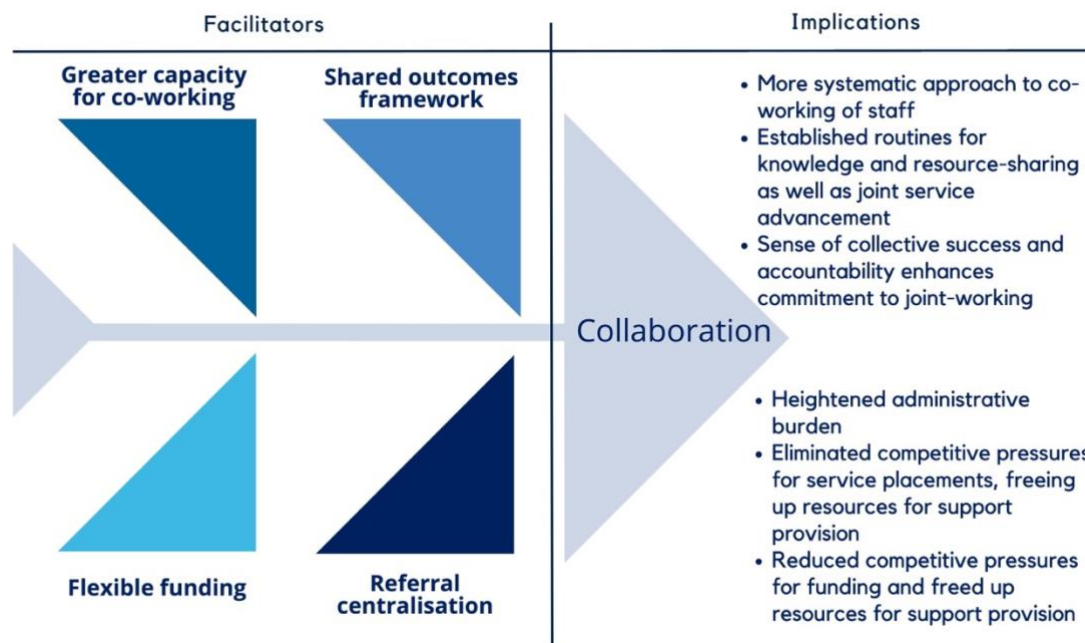 Facilitators
Implications
Greater capacity
for co-working
Shared outcomes
framework
• More systematic approach to co-
working of staff
• Established routines for
knowledge and resource-sharing
as well as joint service
advancement
• Sense of collective success and
accountability enhances
commitment to joint-working
Collaboration
Flexible funding
Referral
centralisation
• Heightened administrative
burden
• Eliminated competitive pressures
for service placements, freeing
up resources for support
provision
• Reduced competitive pressures
for funding and freed up
resources for support provision